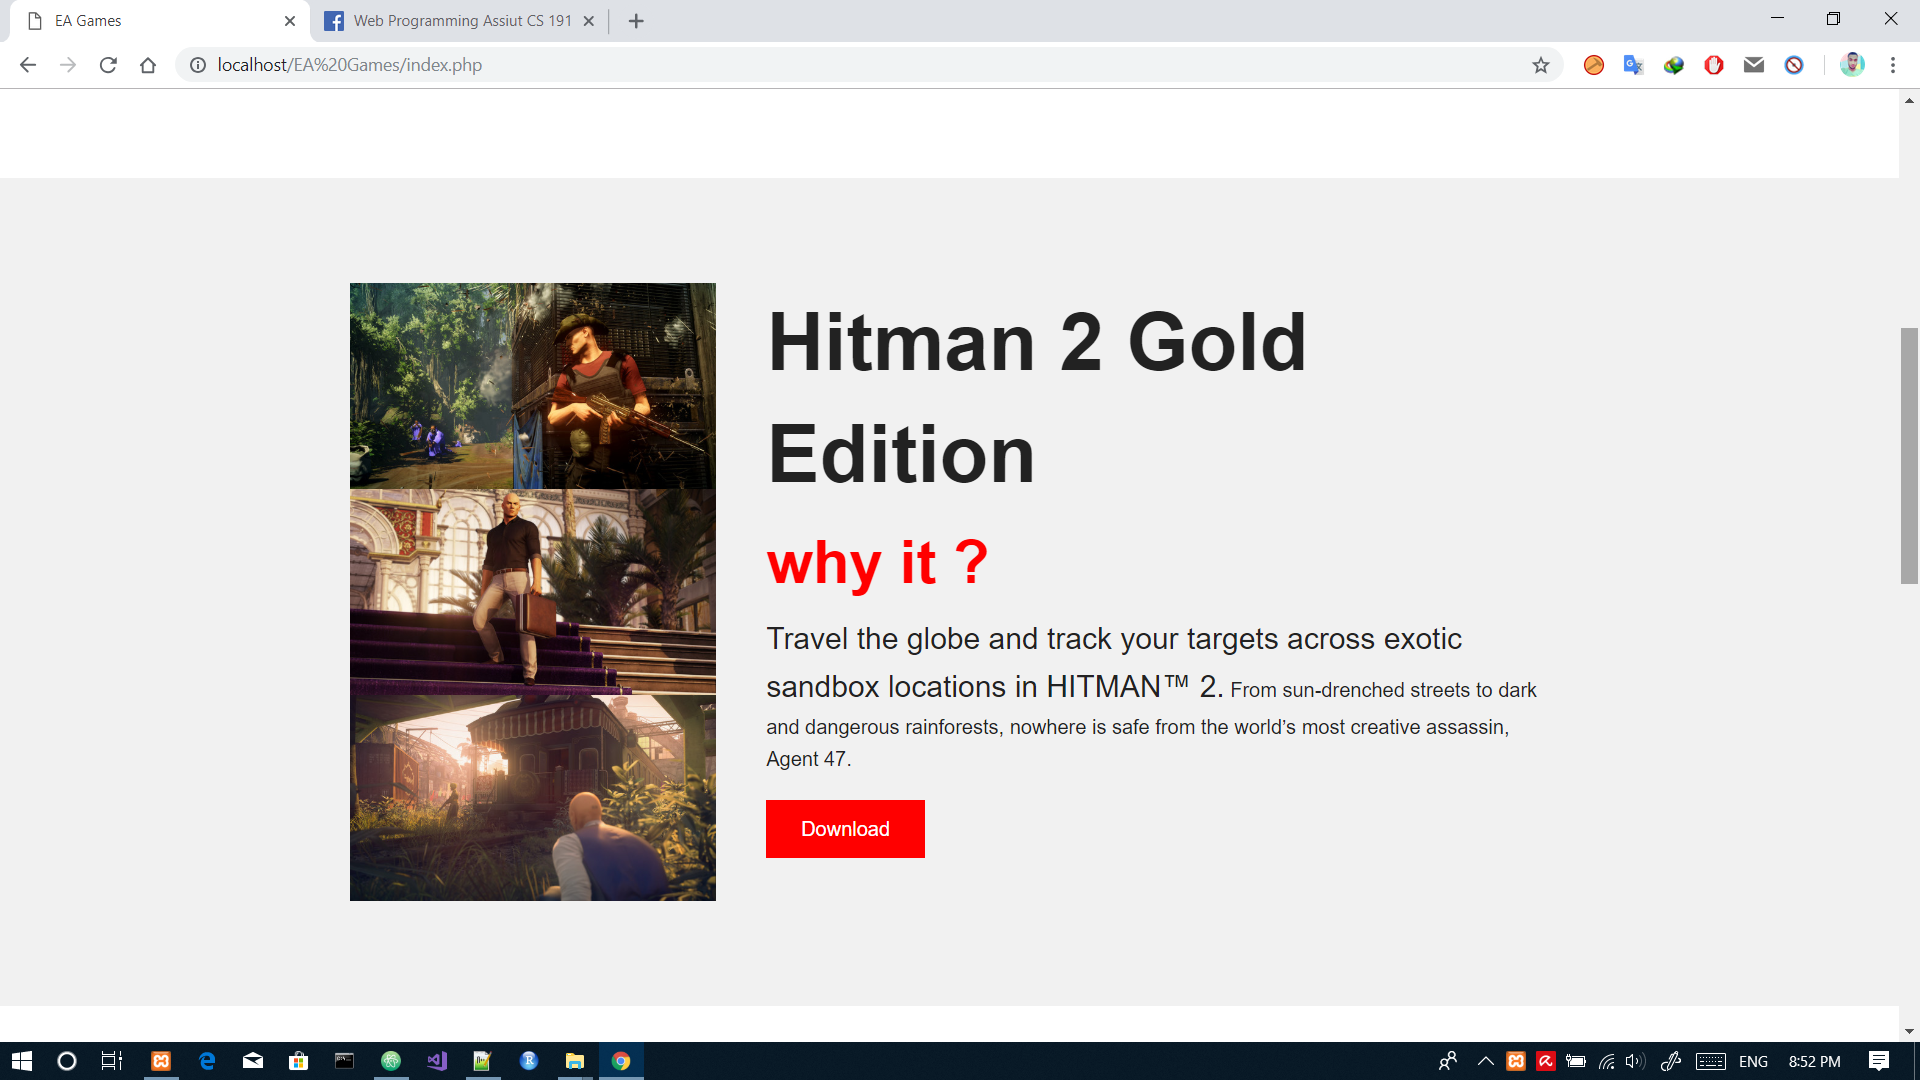 EA Games
Web Programming Assiut CS 191
localhost/EA%20Games/index.php
Hitman 2 Gold
Edition
why it ?
Travel the globe and track your targets across exotic
sandbox locations in HITMAN™ 2. From sun-drenched streets to dark
and dangerous rainforests, nowhere is safe from the world’s most creative assassin,
Agent 47.
Download
ENG
8:52 PM